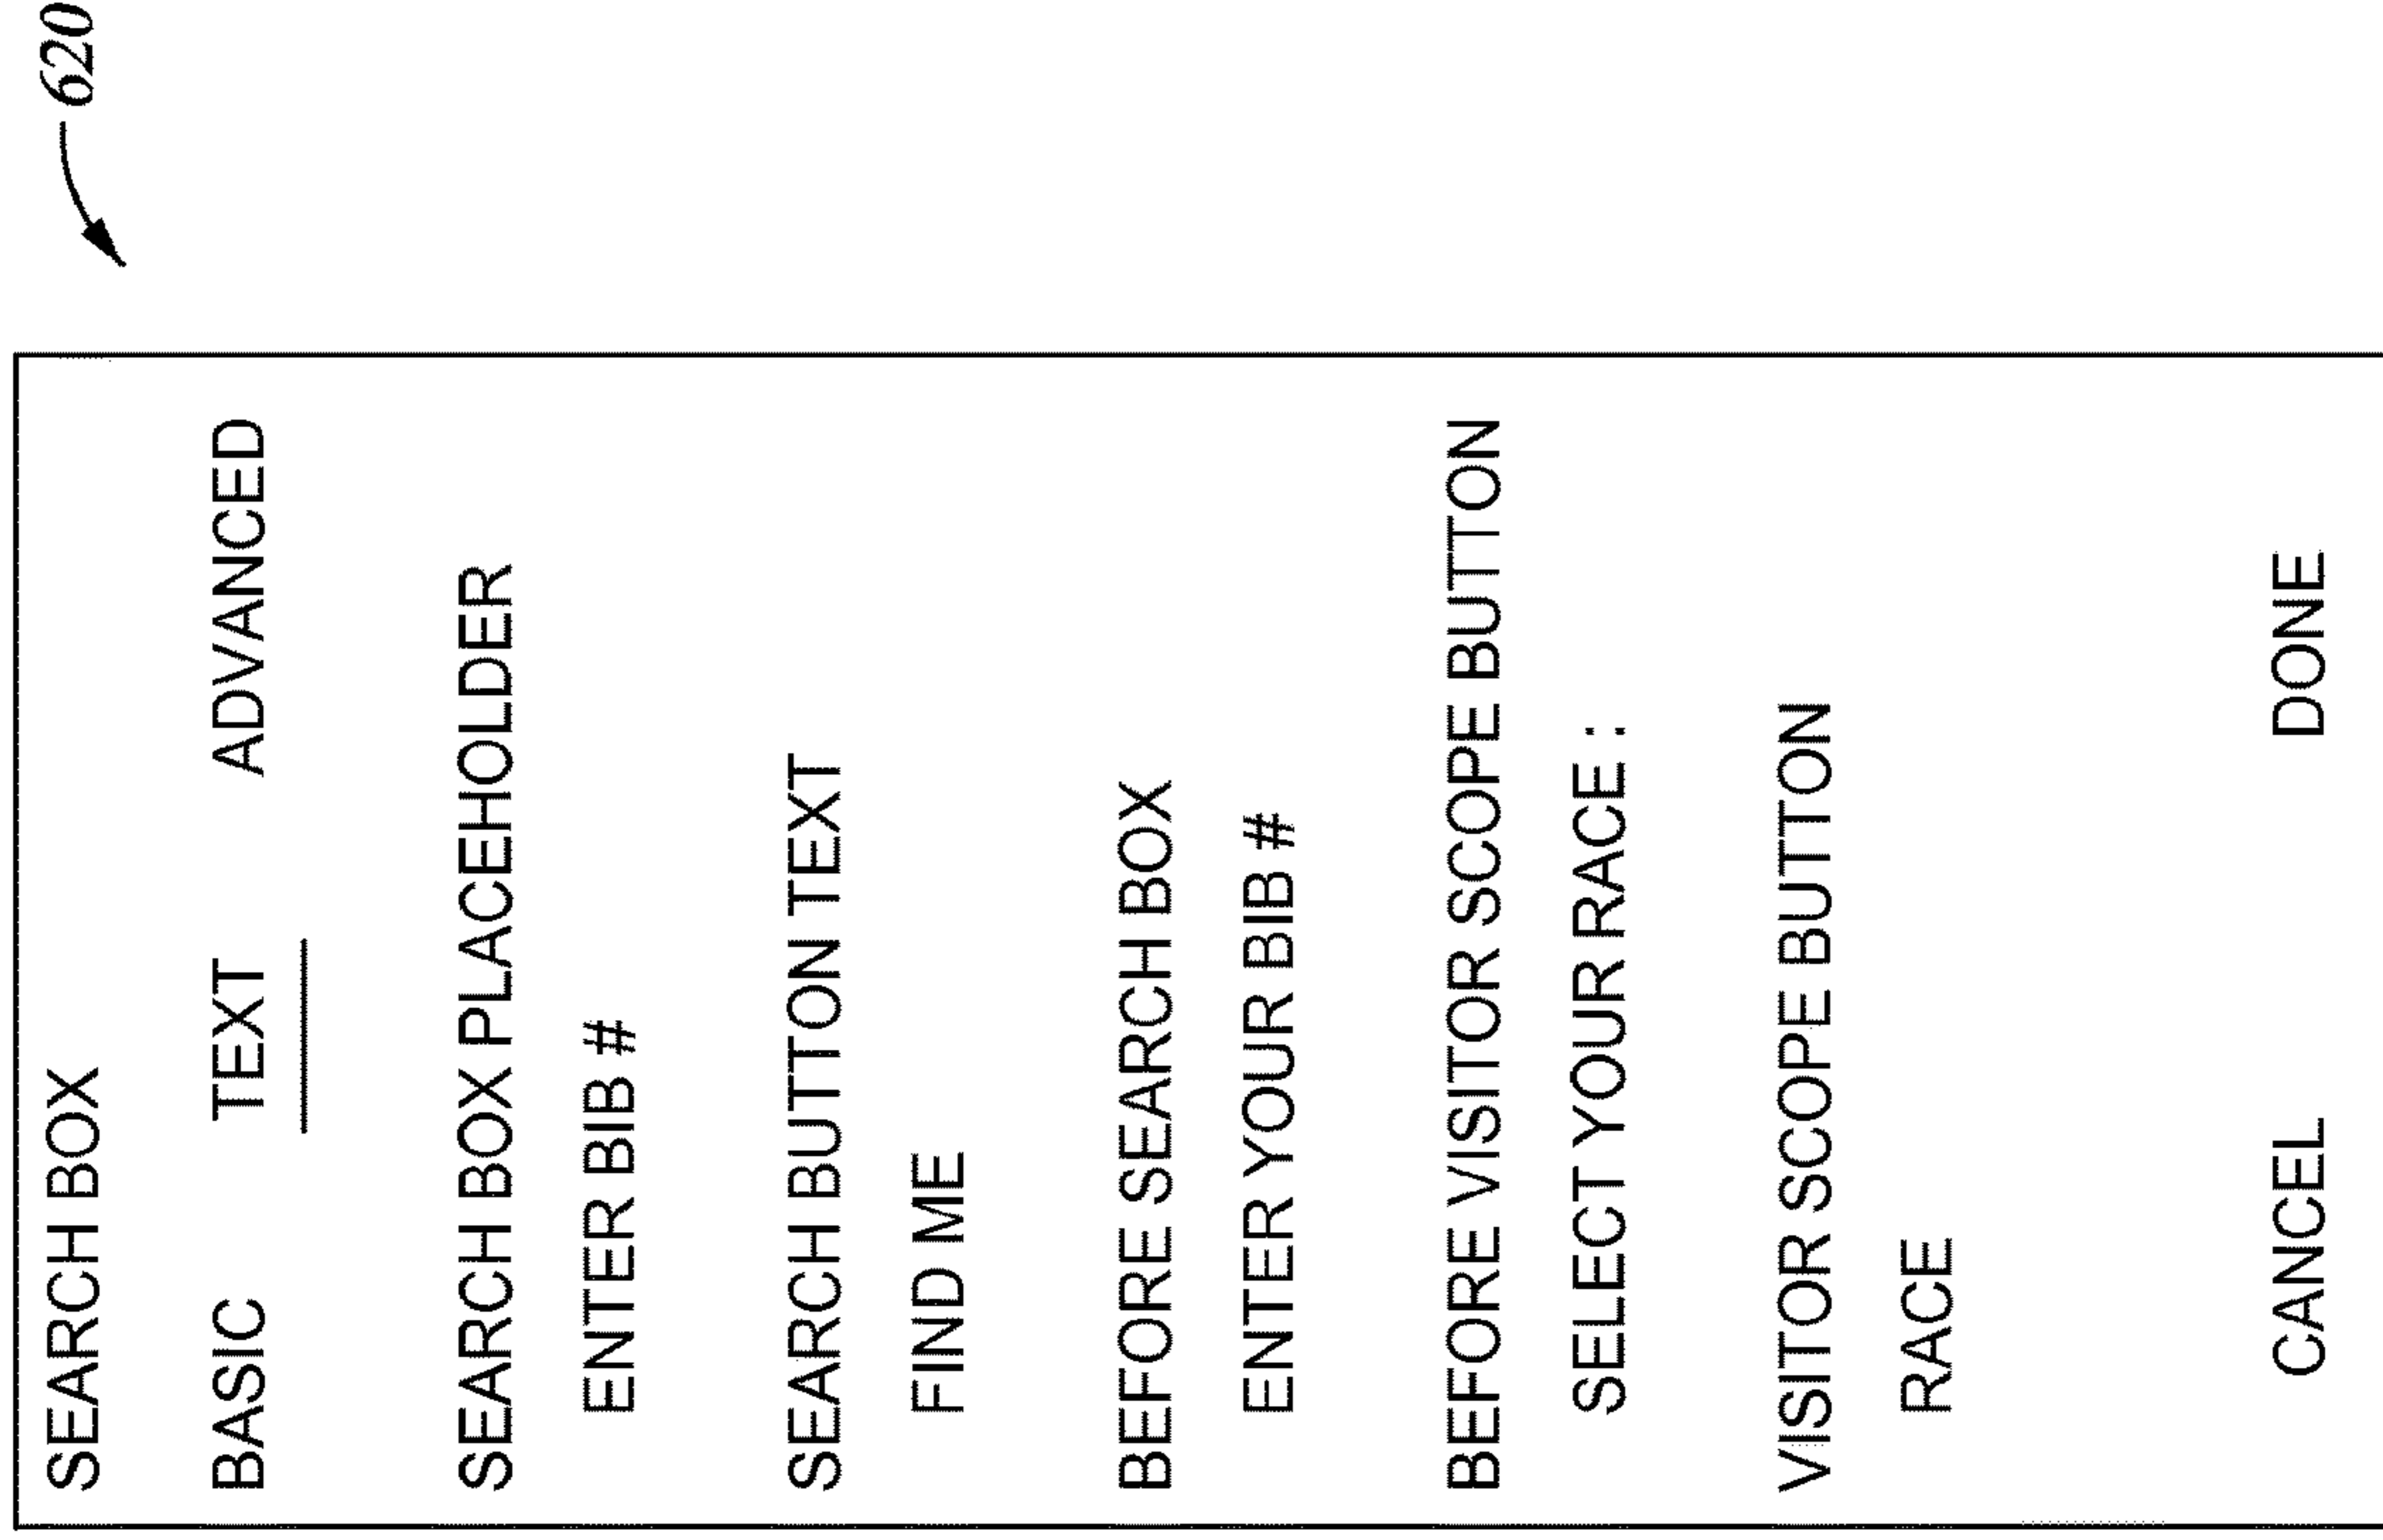 620
SEARCH BOX
BASIC TEXT ADVANCED
SEARCH BOX PLACEHOLDER
ENTER BIB #
SEARCH BUTTON TEXT
FIND ME
BEFORE SEARCH BOX
ENTER YOUR BIB #
BEFORE VISITOR SCOPE BUTTON
SELECT YOUR RACE :
VISITOR SCOPE BUTTON
RACE
CANCEL DONE